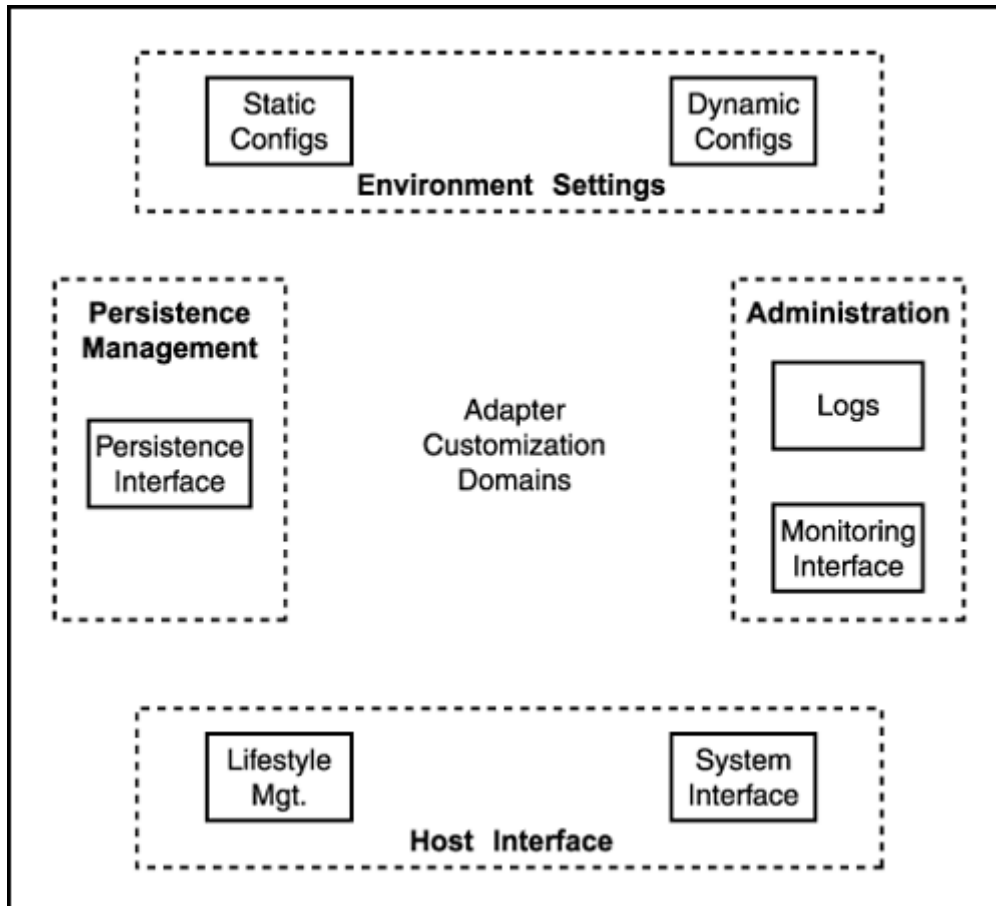 Static
Configs
Dynamic
Configs
Environment Settings
Persistence
Management
Persistence
Interface
Adapter
Customization
Domains
Administration
Logs
Monitoring
Interface
Lifestyle
Mgt.
System
Interface
Host Interface